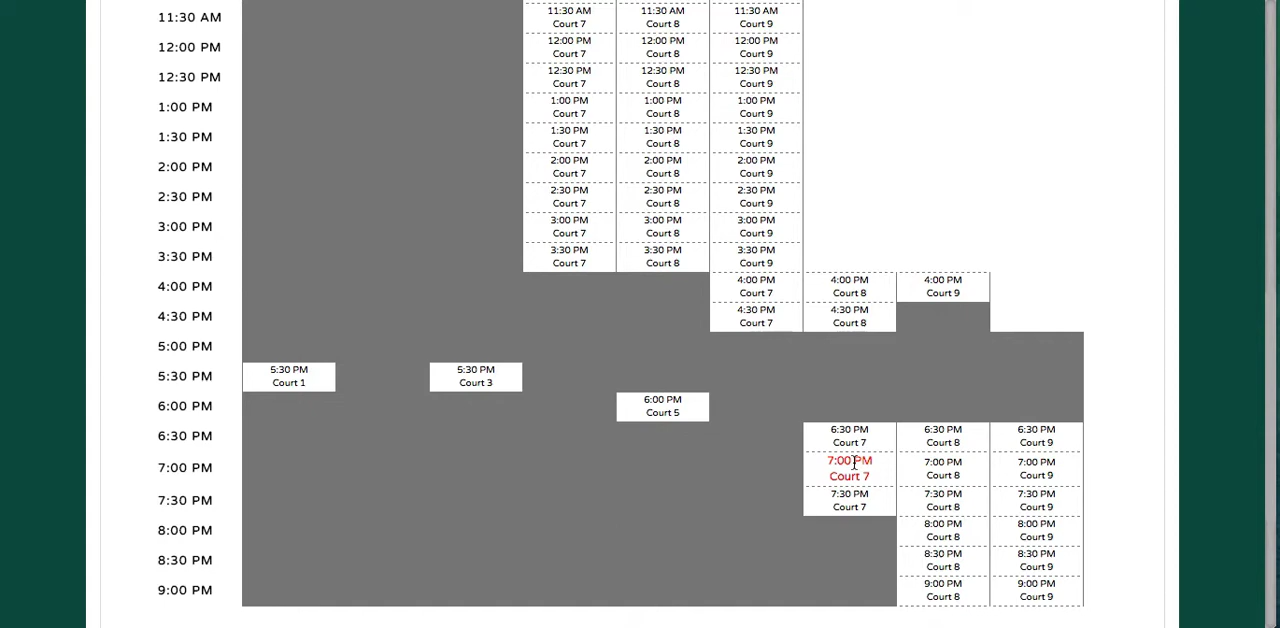 11:30 AM
11:30 AM 11:30 AM 11:30 AM
Court 7 Court 8 Court 9
12:00 PM
12:00 PM 12:00 PM 12:00 PM
Court 7 Court 8 Court 9
12:30 PM
12:30 PM 12:30 PM 12:30 PM
Court 7 Court 8 Court 9
1:00 PM
1:00 PM 1:00 PM 1:00 PM
Court 7 Court 8 Court 9
1:30 PM
1:30 PM 1:30 PM 1:30 PM
Court 7 Court 8 Court 9
2:00 PM
2:00 PM 2:00 PM 2:00 PM
Court 7 Court 8 Court 9
2:30 PM
2:30 PM 2:30 PM 2:30 PM
Court 7 Court 8 Court 9
3:00 PM
3:00 PM 3:00 PM 3:00 PM
Court 7 Court 8 Court 9
3:30 PM
3:30 PM 3:30 PM 3:30 PM
Court 7 Court 8 Court 9
4:00 PM
4:00 PM 4:00 PM 4:00 PM
Court 7 Court 8 Court 9
4:30 PM
4:30 PM 4:30 PM
Court 7 Court 8
5:00 PM
5:30 PM
5:30 PM 5:30 PM
Court 1 Court 3
6:00 PM
6:00 PM
Court 5
6:30 PM
6:30 PM 6:30 PM 6:30 PM
Court 7 Court 8 Court 9
7:00 PM
7:00 PM 7:00 PM 7:00 PM
Court 7 Court 8 Court 9
7:30 PM
7:30 PM 7:30 PM 7:30 PM
Court 7 Court 8 Court 9
8:00 PM
8:00 PM 8:00 PM
Court 8 Court 9
8:30 PM
8:30 PM 8:30 PM
Court 8 Court 9
9:00 PM
9:00 PM 9:00 PM
Court 8 Court 9